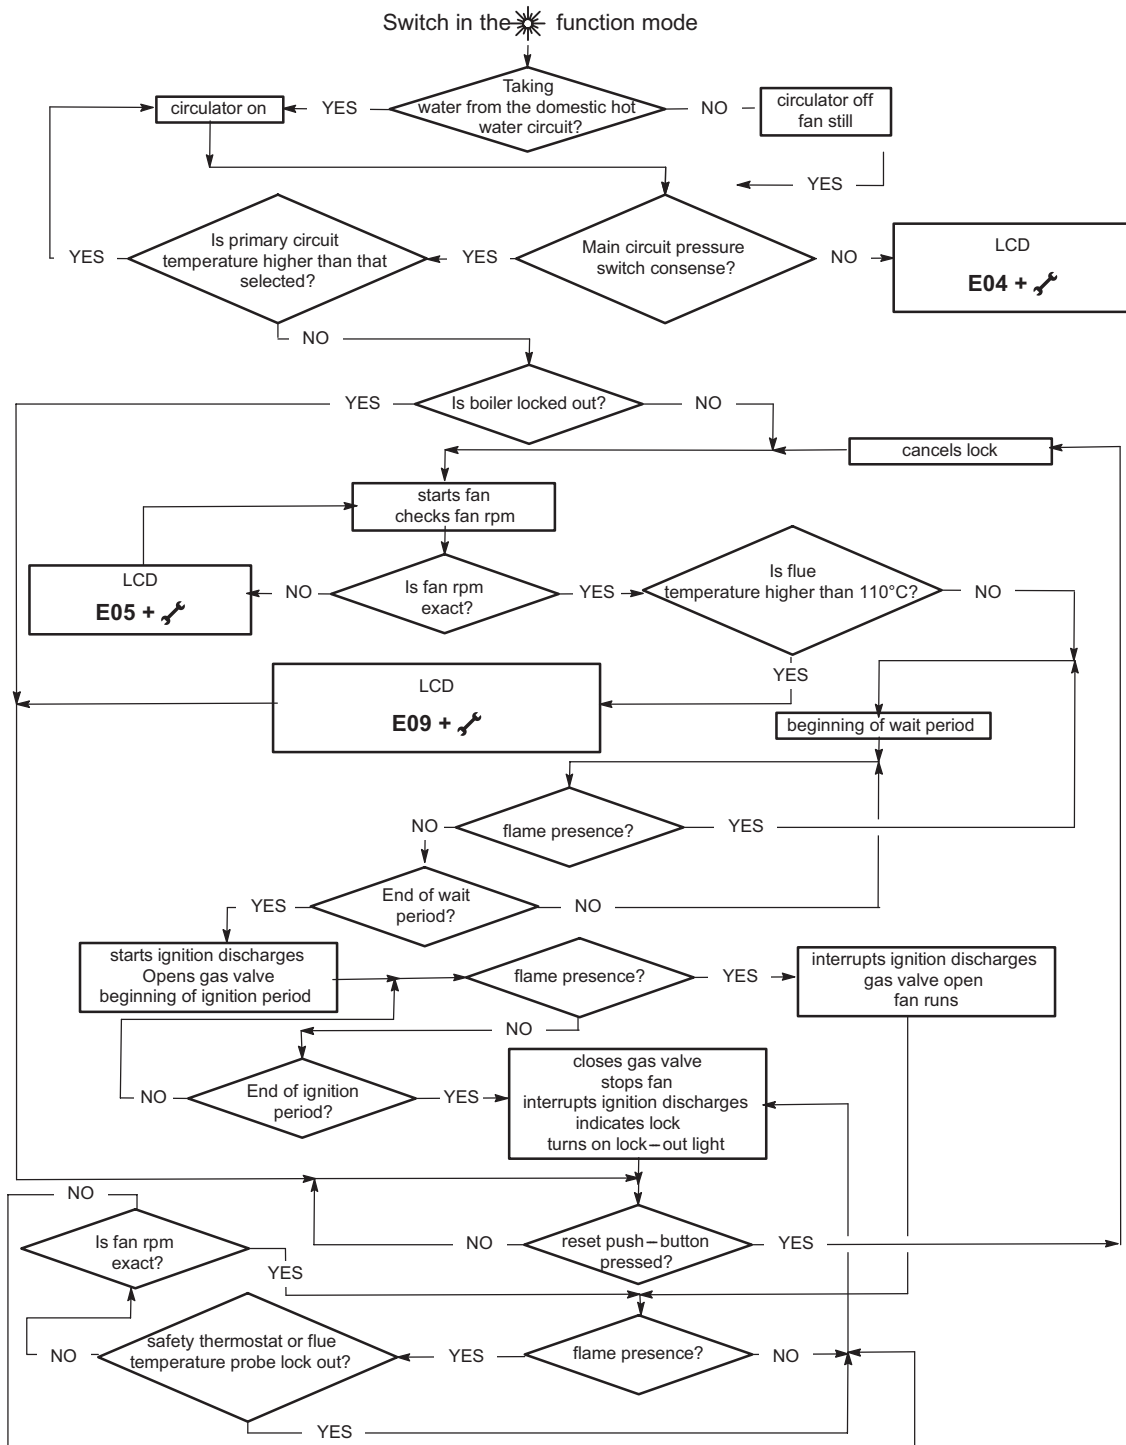 Switch in the function mode
Taking
water from the domestic hot
water circuit?
YES
circulator on
NO
circulator off
fan still
YES
Is primary circuit
temperature higher than that
selected?
YES
YES
Main circuit pressure
switch consense?
NO
LCD
E04 +
NO
YES
Is boiler locked out?
NO
cancels lock
starts fan
checks fan rpm
LCD
E05 +
NO
Is fan rpm
exact?
YES
Is flue
temperature higher than 110°C?
NO
YES
LCD
E09 +
beginning of wait period
NO
flame presence?
YES
YES
End of wait
period?
NO
starts ignition discharges
Opens gas valve
beginning of ignition period
flame presence?
YES
interrupts ignition discharges
gas valve open
fan runs
NO
NO
End of ignition
period?
YES
closes gas valve
stops fan
interrupts ignition discharges
indicates lock
turns on lock–out light
NO
Is fan rpm
exact?
YES
NO
reset push–button
pressed?
YES
NO
safety thermostat or flue
temperature probe lock out?
YES
flame presence?
NO
YES